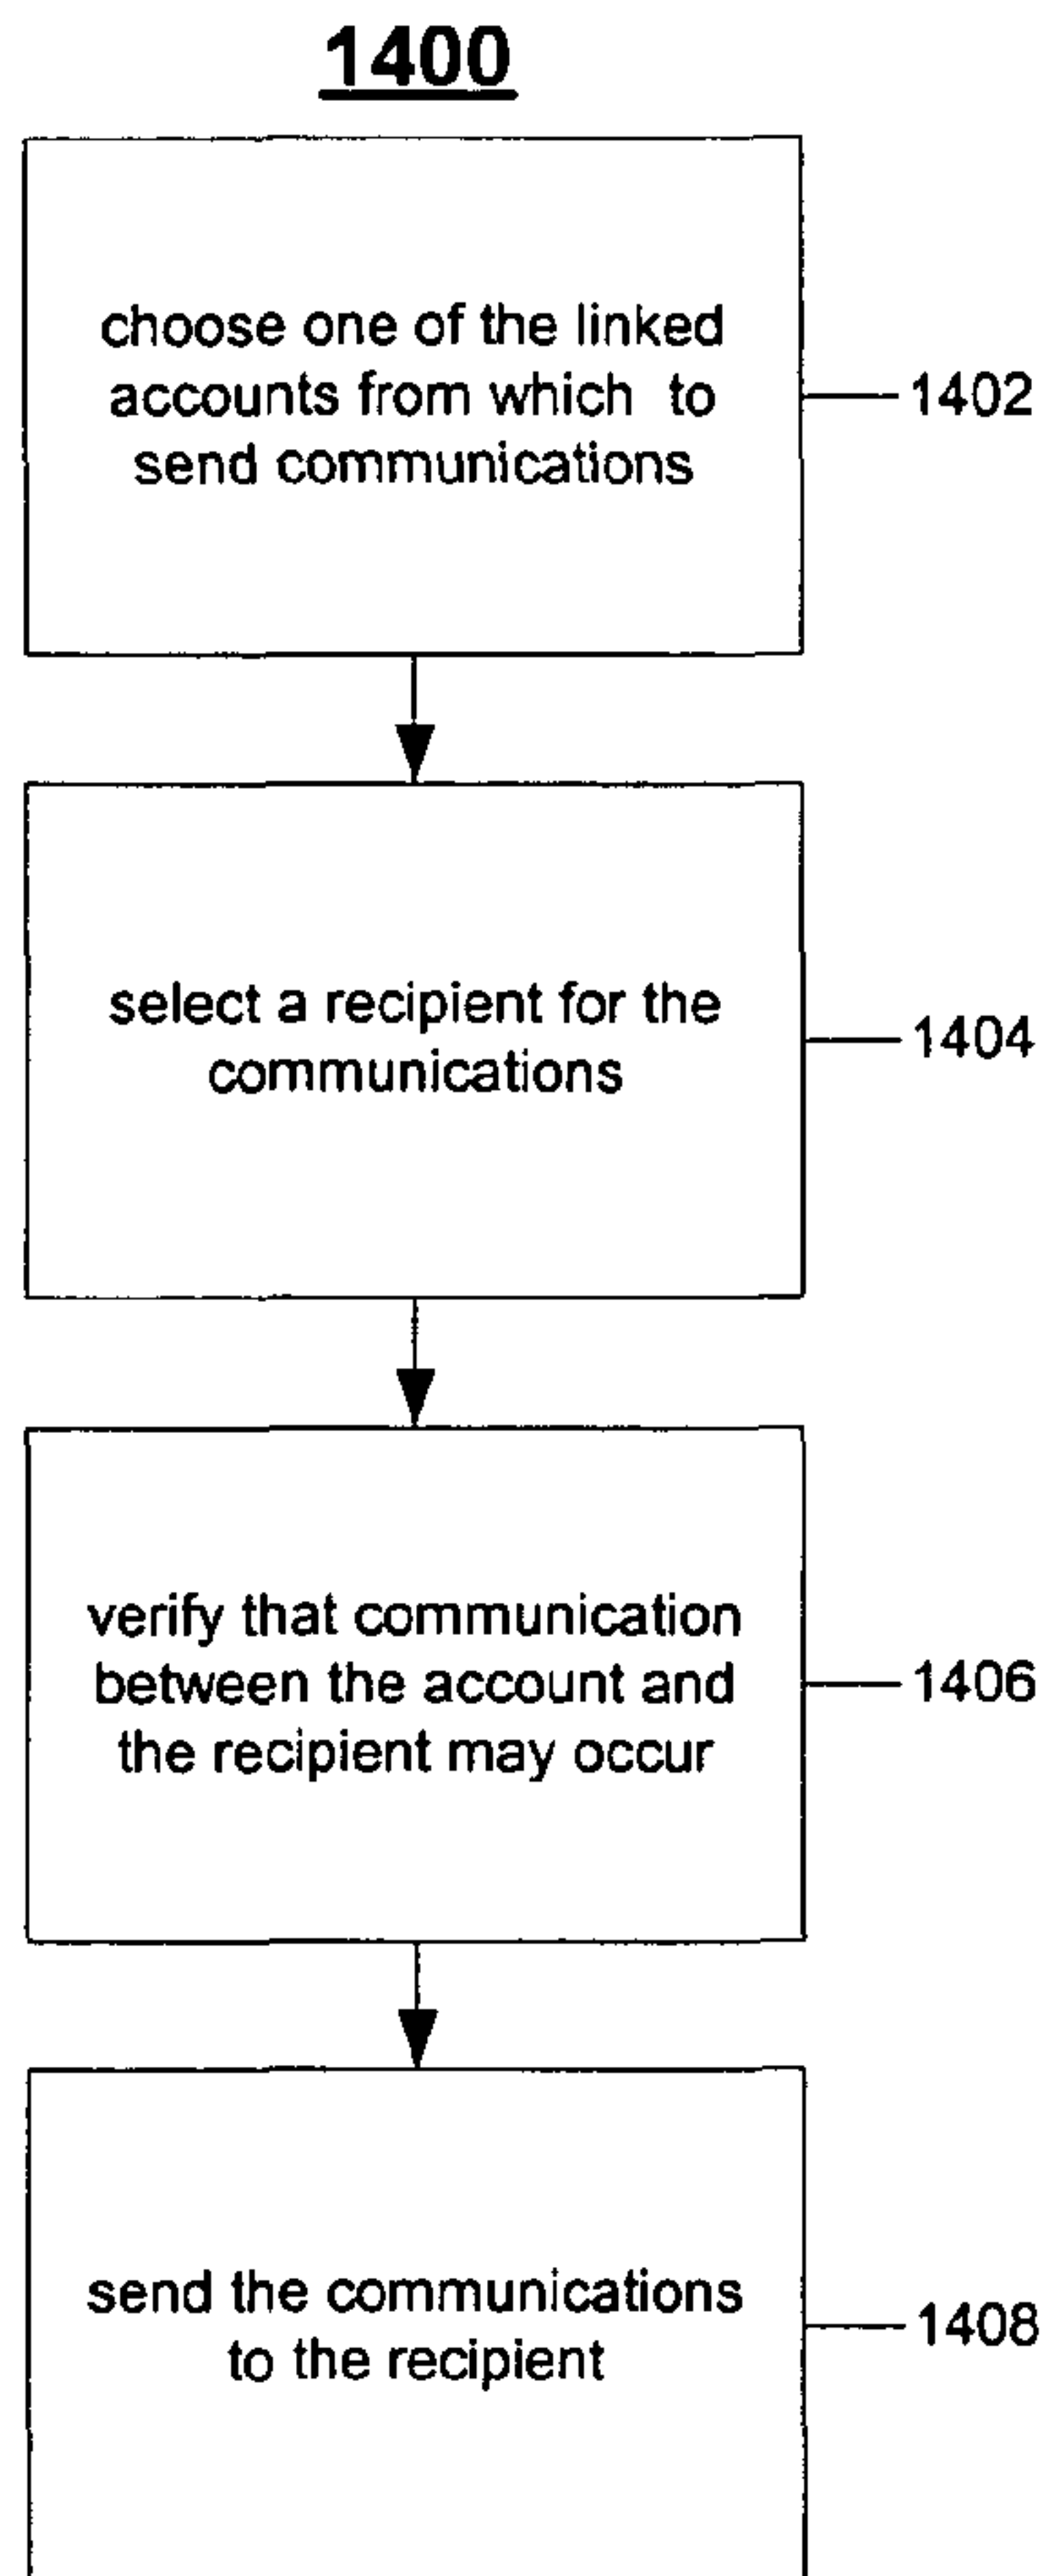 1400
choose one of the linked
accounts from which to
send communications
1402
select a recipient for the
communications
1404
verify that communication
between the account and
the recipient may occur
1406
send the communications
to the recipient
1408